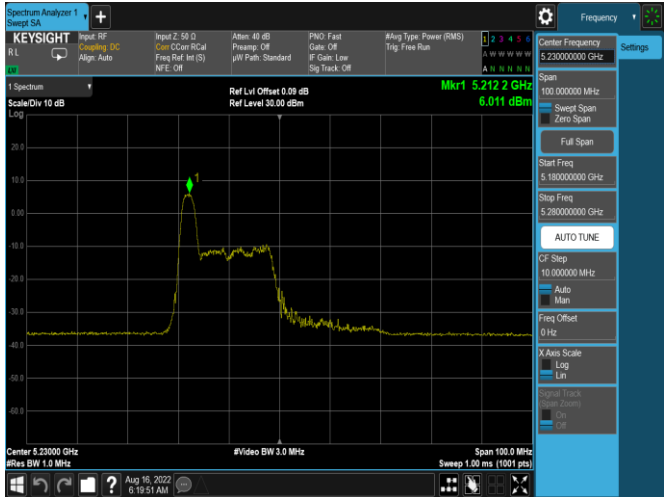 Spectrum Analyzer 1
Swept SA
KEYSIGHT
R L
Input: RF
Coupling: DC
Align: Auto
Input Z: 50 Ω
Corr CCorr RCal
Freq Ref: Int (S)
NFE: Off
Atten: 40 dB
Preamp: Off
µW Path: Standard
PNO: Fast
Gate: Off
IF Gain: Low
Sig Track: Off
#Avg Type: Power (RMS)
Trig: Free Run
1 2 3 4 5 6
A W W W W W
A N N N N N
1 Spectrum
Scale/Div 10 dB
Log
Ref Lvl Offset 0.09 dB
Ref Level 30.00 dBm
Mkr1 5.212 2 GHz
6.011 dBm
20.0
10.0
0.00
-10.0
-20.0
-30.0
-40.0
-50.0
-60.0
1
Center 5.23000 GHz
#Res BW 1.0 MHz
#Video BW 3.0 MHz
Span 100.0 MHz
Sweep 1.00 ms (1001 pts)
Aug 16, 2022
6:19:51 AM
Frequency
Settings
Center Frequency
5.230000000 GHz
Span
100.000000 MHz
Swept Span
Zero Span
Full Span
Start Freq
5.180000000 GHz
Stop Freq
5.280000000 GHz
AUTO TUNE
CF Step
10.000000 MHz
Auto
Man
Freq Offset
0 Hz
X Axis Scale
Log
Lin
Signal Track
(Span Zoom)
On
Off